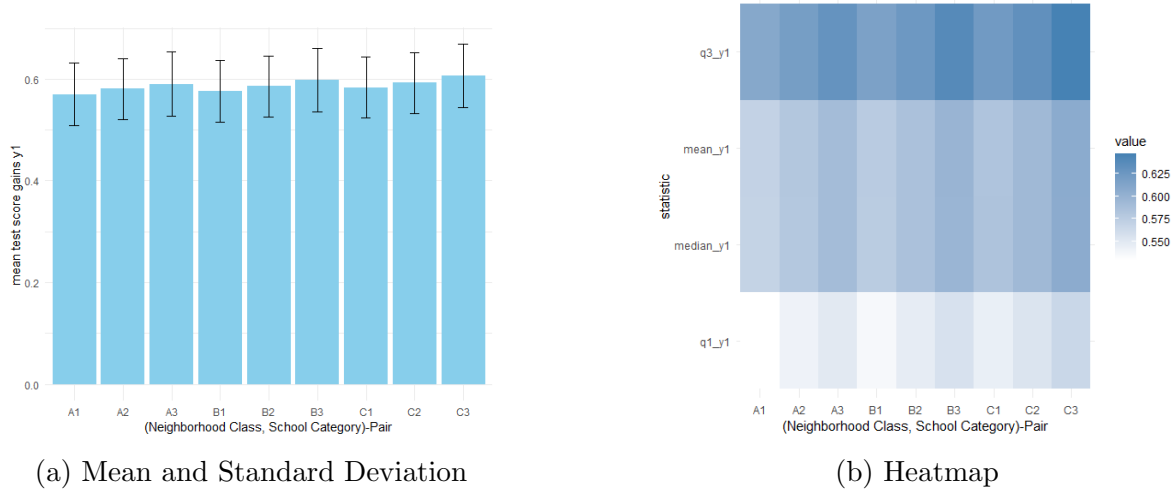 mean test score gains y1
0.6
0.4
0.2
0.0
A1 A2 A3 B1 B2 B3 C1 C2 C3
(Neighborhood Class, School Category)-Pair
(a) Mean and Standard Deviation
statistic
q3_y1
mean_y1
median_y1
q1_y1
A1 A2 A3 B1 B2 B3 C1 C2 C3
(Neighborhood Class, School Category)-Pair
value
0.625
0.600
0.575
0.550
(b) Heatmap